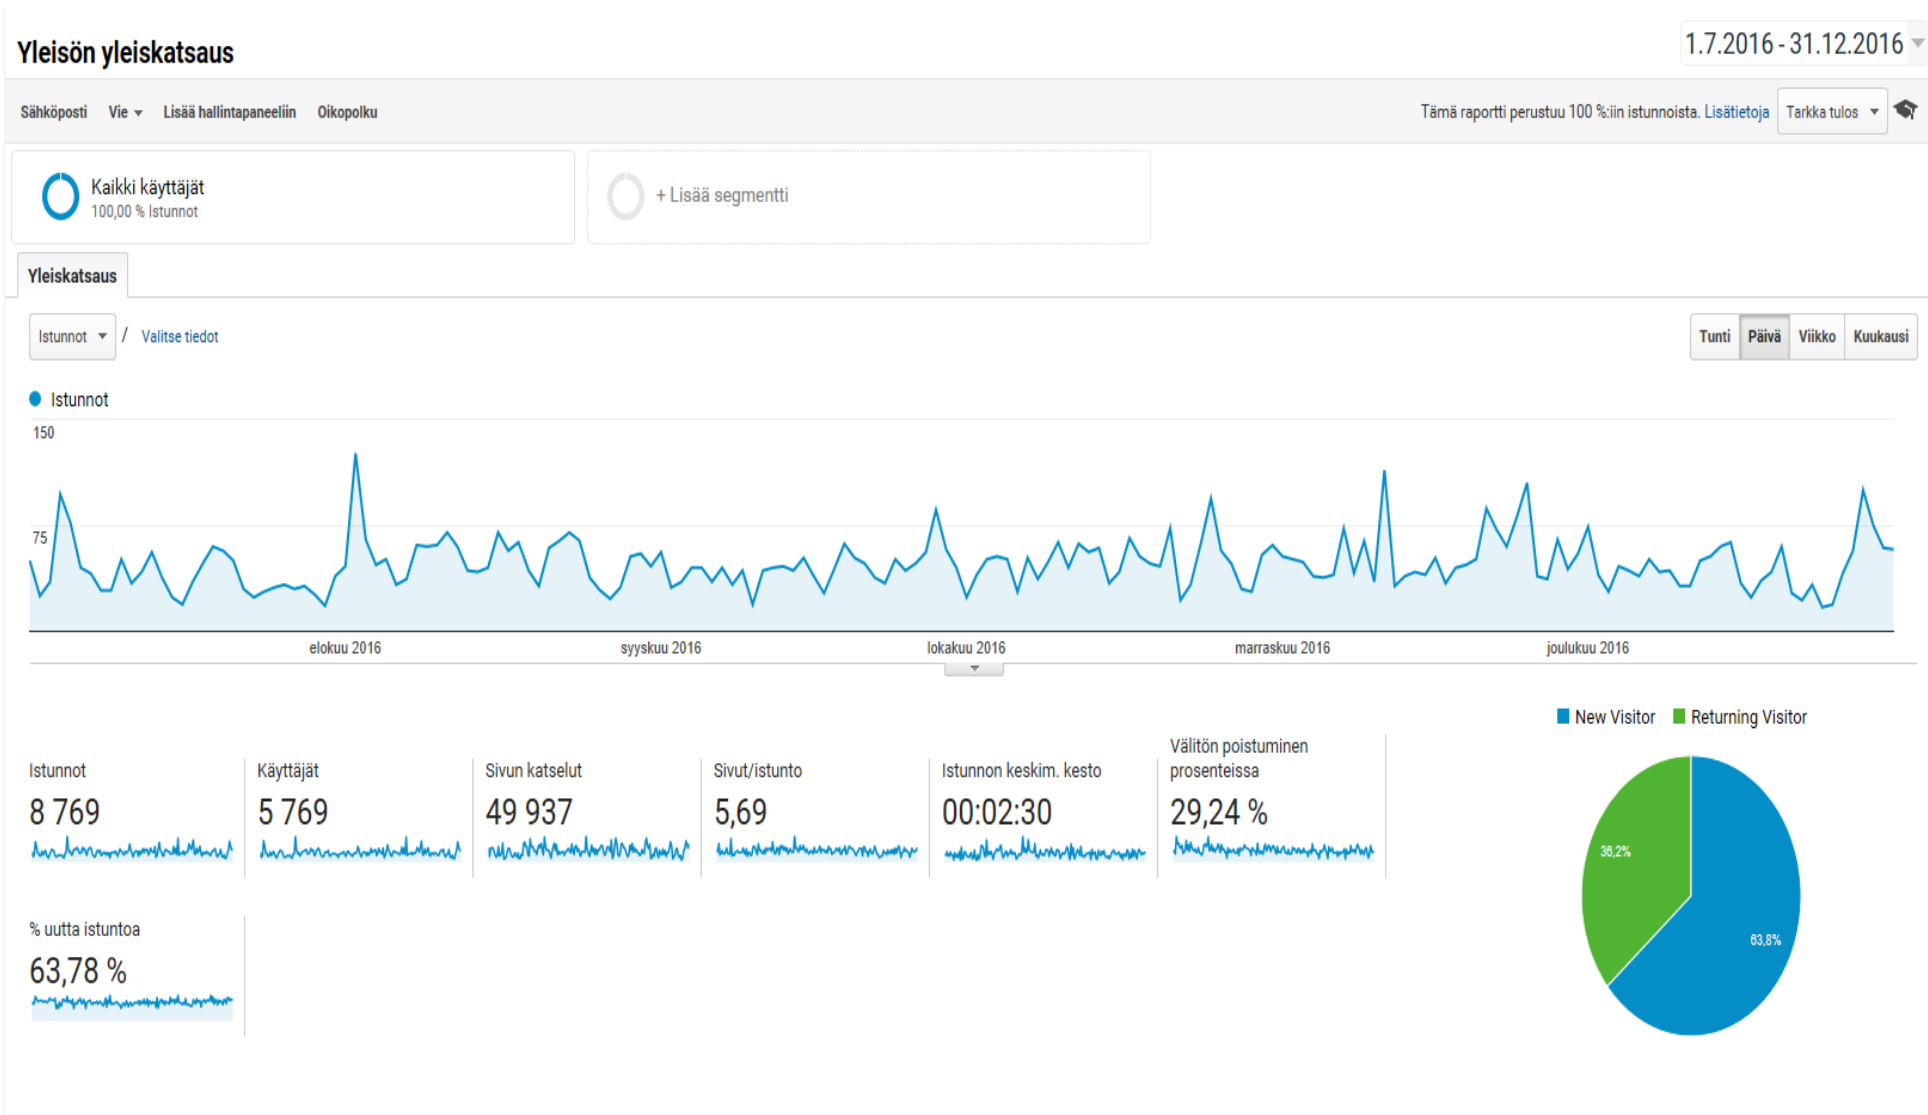 Yleisön yleiskatsaus
1.7.2016 - 31.12.2016
Sähköposti Vie Lisää hallintapaneeliin Oikopolku
Tämä raportti perustuu 100 %:iin istunnoista. Lisätietoja Tarkka tulos
Kaikki käyttäjät
100,00 % Istunnot
+ Lisää segmentti
Yleiskatsaus
Istunnot / Valitse tiedot
Tunti Päivä Viikko Kuukausi
Istunnot
150
75
elokuu 2016 syyskuu 2016 lokakuu 2016 marraskuu 2016 joulukuu 2016
New Visitor Returning Visitor
Istunnot
8 769
Käyttäjät
5 769
Sivun katselut
49 937
Sivut/istunto
5,69
Istunnon keskim. kesto
00:02:30
Välitön poistuminen
prosenteissa
29,24 %
% uutta istuntoa
63,78 %
36,2%
63,8%